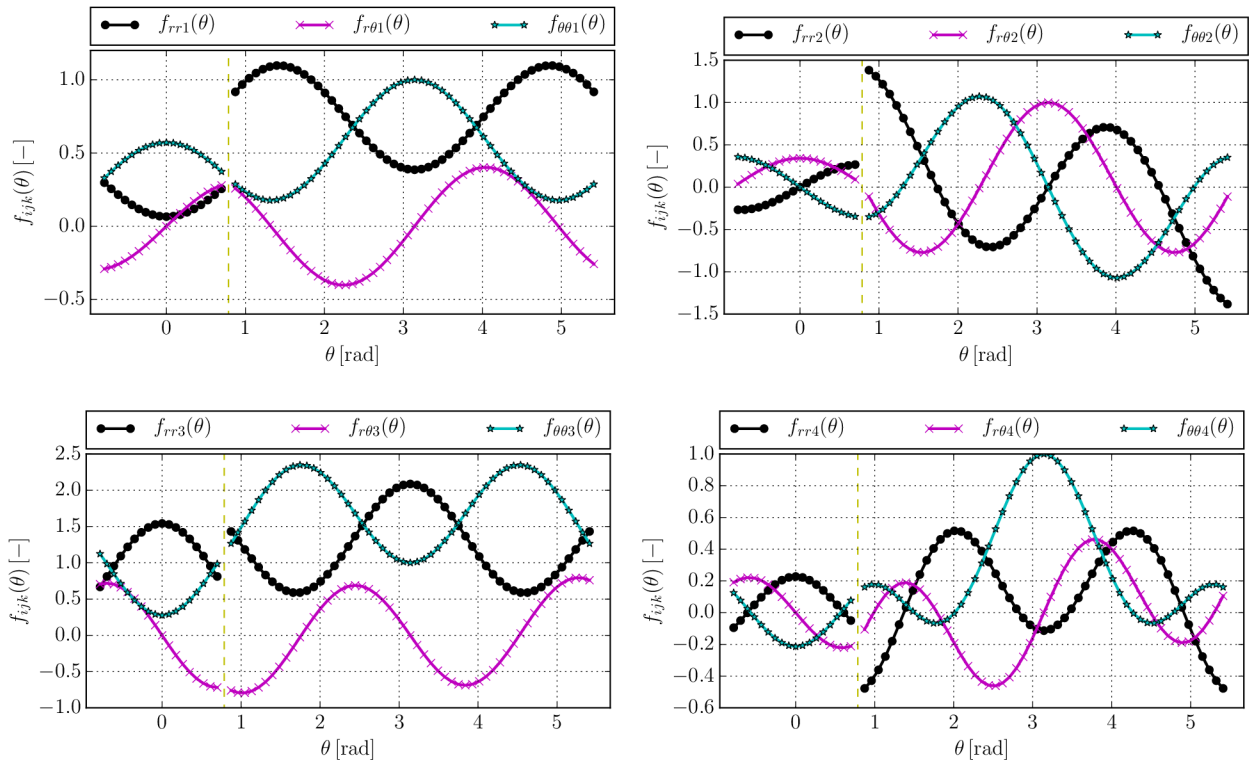 f_{rr1}(θ) f_{rθ1}(θ) f_{θθ1}(θ)
f_{ijk}(θ) [−]
1.0
0.5
0.0
−0.5
0 1 2 3 4 5
θ [rad]
f_{rr2}(θ) f_{rθ2}(θ) f_{θθ2}(θ)
f_{ijk}(θ) [−]
1.5
1.0
0.5
0.0
−0.5
−1.0
−1.5
0 1 2 3 4 5
θ [rad]
f_{rr3}(θ) f_{rθ3}(θ) f_{θθ3}(θ)
f_{ijk}(θ) [−]
2.5
2.0
1.5
1.0
0.5
0.0
−0.5
−1.0
0 1 2 3 4 5
θ [rad]
f_{rr4}(θ) f_{rθ4}(θ) f_{θθ4}(θ)
f_{ijk}(θ) [−]
1.0
0.8
0.6
0.4
0.2
0.0
−0.2
−0.4
−0.6
0 1 2 3 4 5
θ [rad]